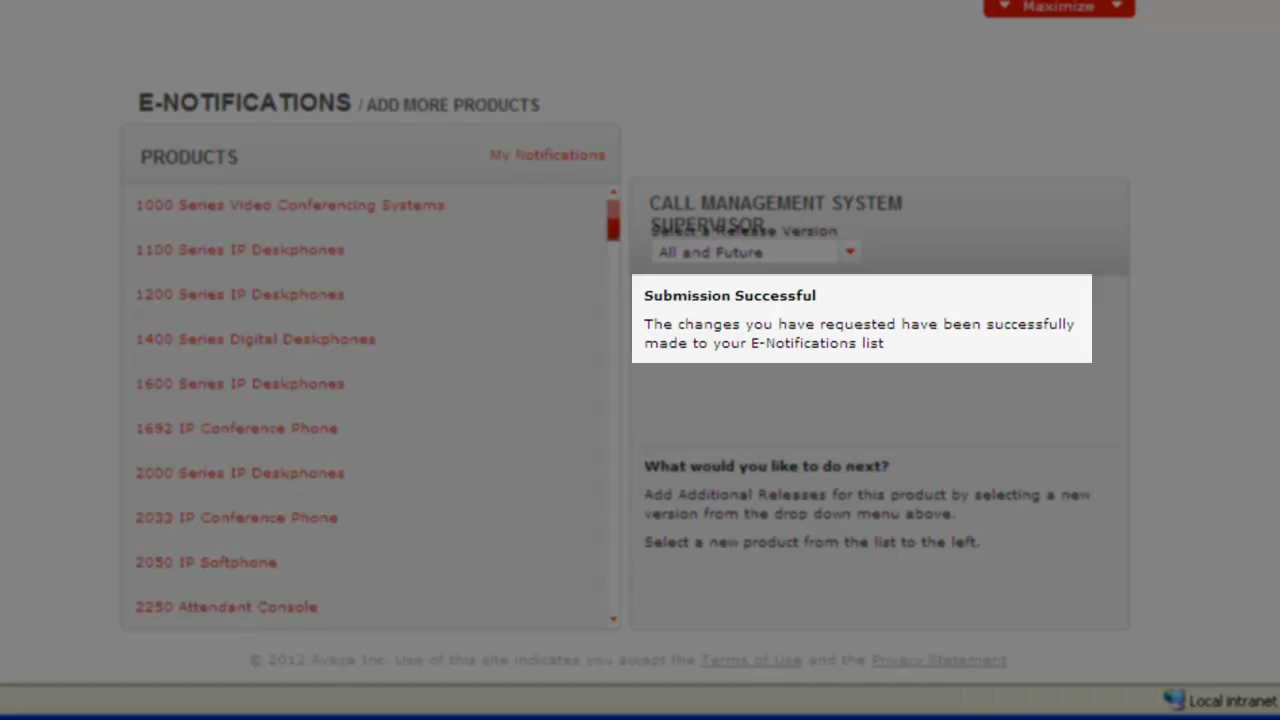 Maximize
E-NOTIFICATIONS / ADD MORE PRODUCTS
PRODUCTS
My Notifications
1000 Series Video Conferencing Systems
1100 Series IP Deskphones
1200 Series IP Deskphones
1400 Series Digital Deskphones
1600 Series IP Deskphones
1692 IP Conference Phone
2000 Series IP Deskphones
2033 IP Conference Phone
2050 IP Softphone
2250 Attendant Console
CALL MANAGEMENT SYSTEM
SUPERVISOR
Select a Release Version
All and Future
Submission Successful
The changes you have requested have been successfully
made to your E-Notifications list
What would you like to do next?
Add Additional Releases for this product by selecting a new
version from the drop down menu above.
Select a new product from the list to the left.
© 2012 Avaya Inc. Use of this site indicates you accept the Terms of Use and the Privacy Statement
Local intranet